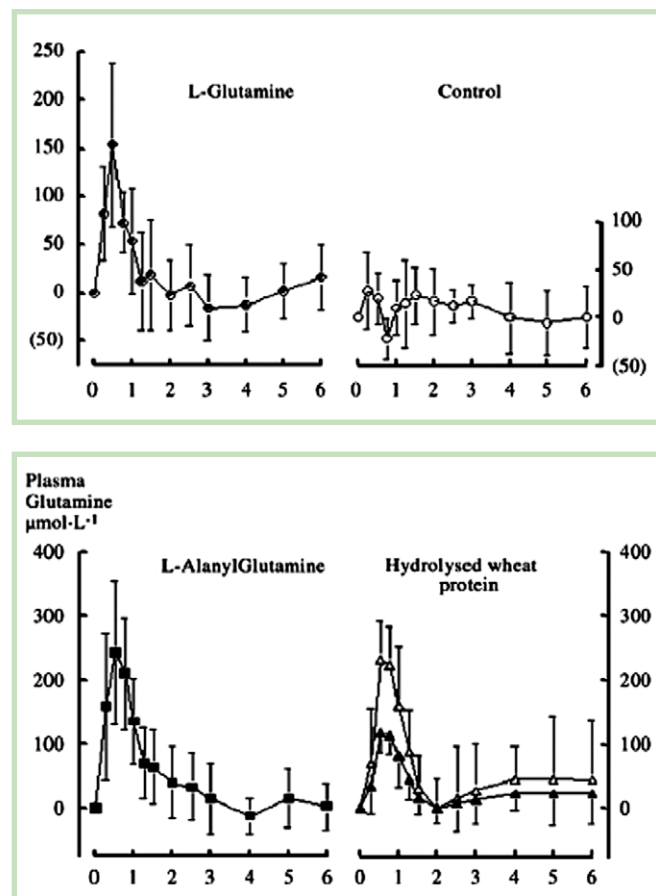 250
200
150
100
50
0
(50)
L-Glutamine
Control
100
50
0
(50)
0 1 2 3 4 5 6
0 1 2 3 4 5 6
Plasma
Glutamine
µmol·L⁻¹
400
300
200
100
0
L-AlanylGlutamine
Hydrolysed wheat
protein
400
300
200
100
0
0 1 2 3 4 5 6
0 1 2 3 4 5 6